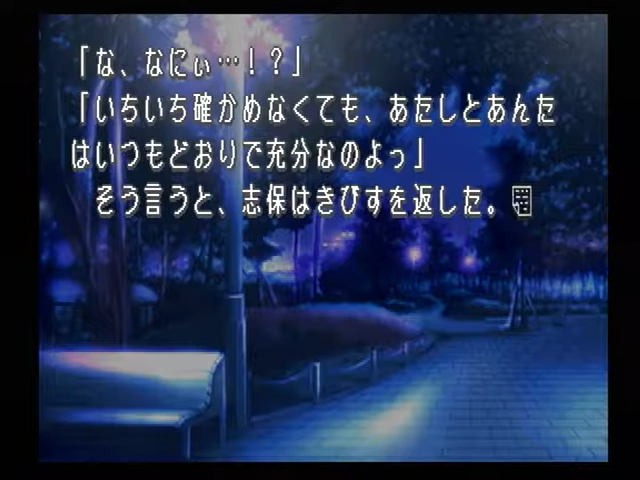 「な、なにぃ…！？」
「いちいち確かめなくても、あたしとあんた
はいつもどおりで充分なのよっ」
　そう言うと、志保はきびすを返した。